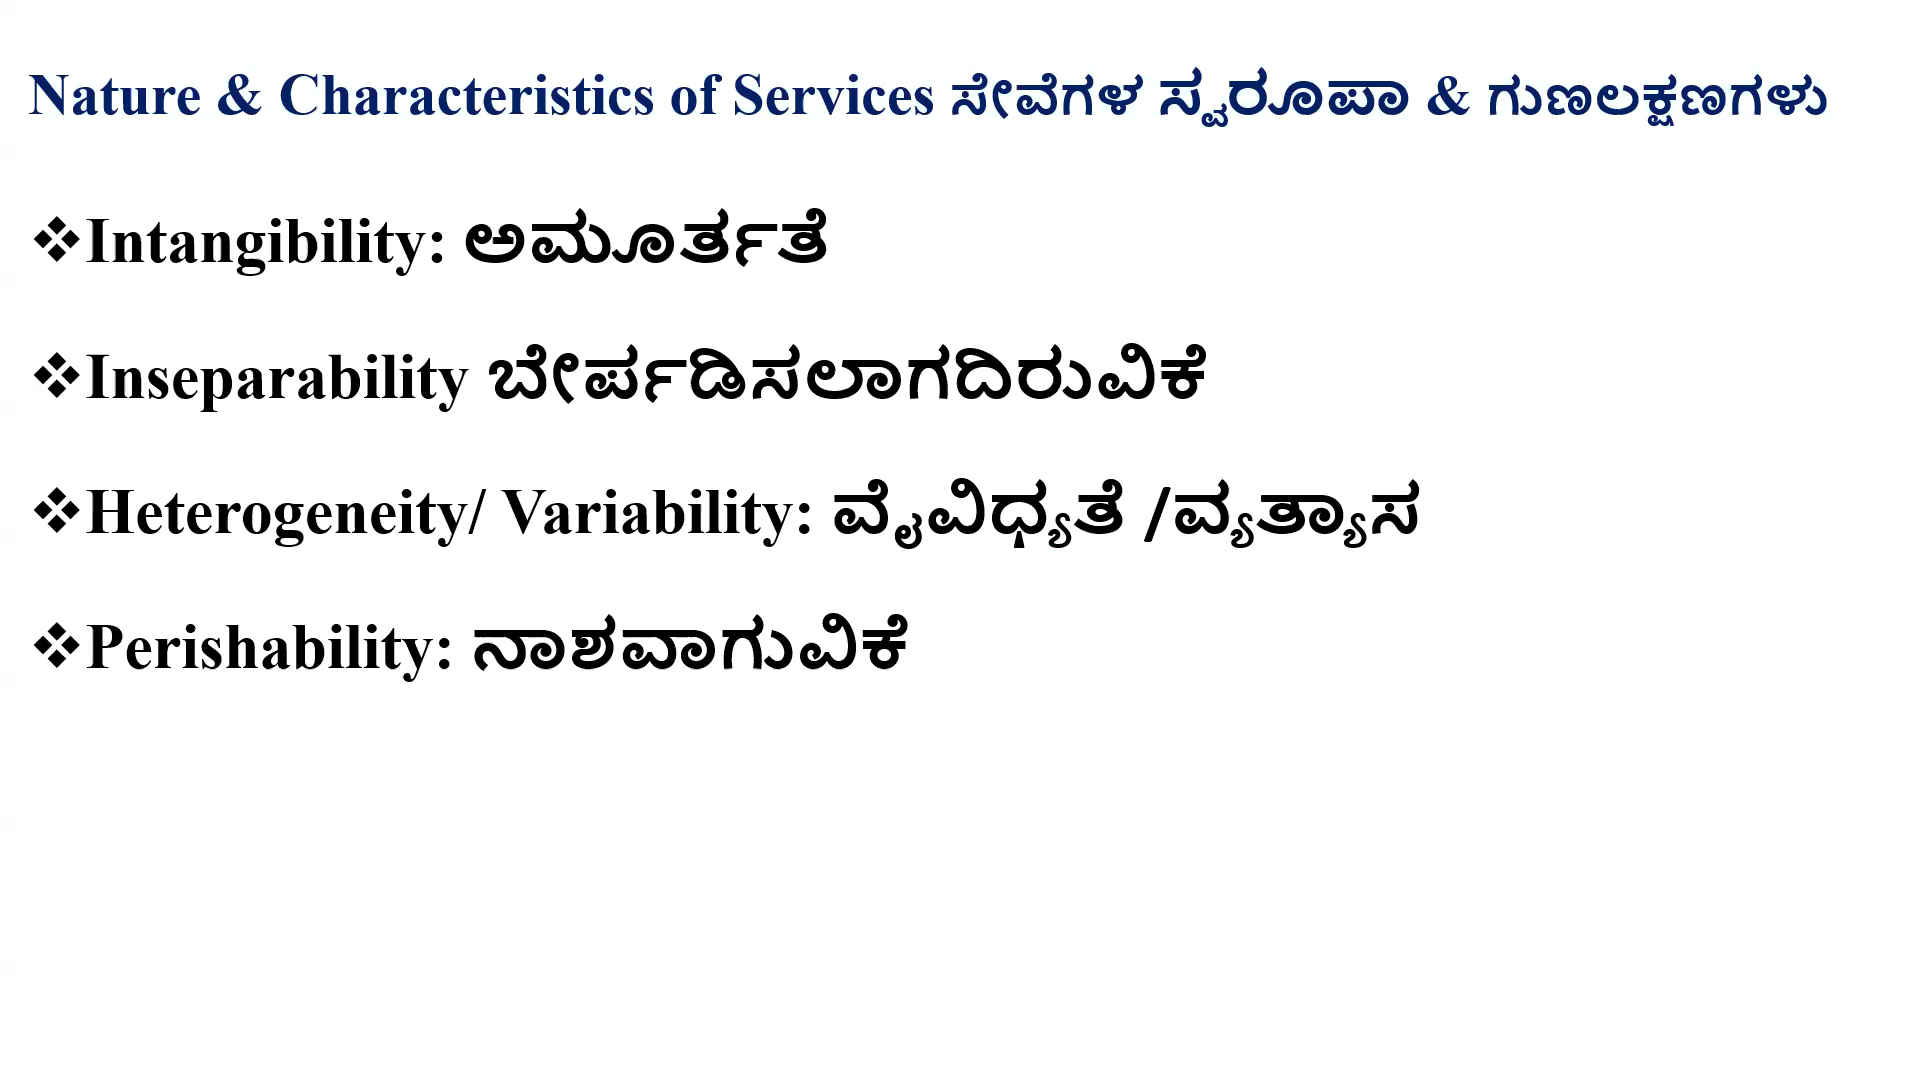 Nature & Characteristics of Services ಸೇವೆಗಳ ಸ್ವರೂಪಾ & ಗುಣಲಕ್ಷಣಗಳು
❖Intangibility: ಅಮೂರ್ತತೆ
❖Inseparability ಬೇರ್ಪಡಿಸಲಾಗದಿರುವಿಕೆ
❖Heterogeneity/ Variability: ವೈವಿಧ್ಯತೆ /ವ್ಯತ್ಯಾಸ
❖Perishability: ನಾಶವಾಗುವಿಕೆ